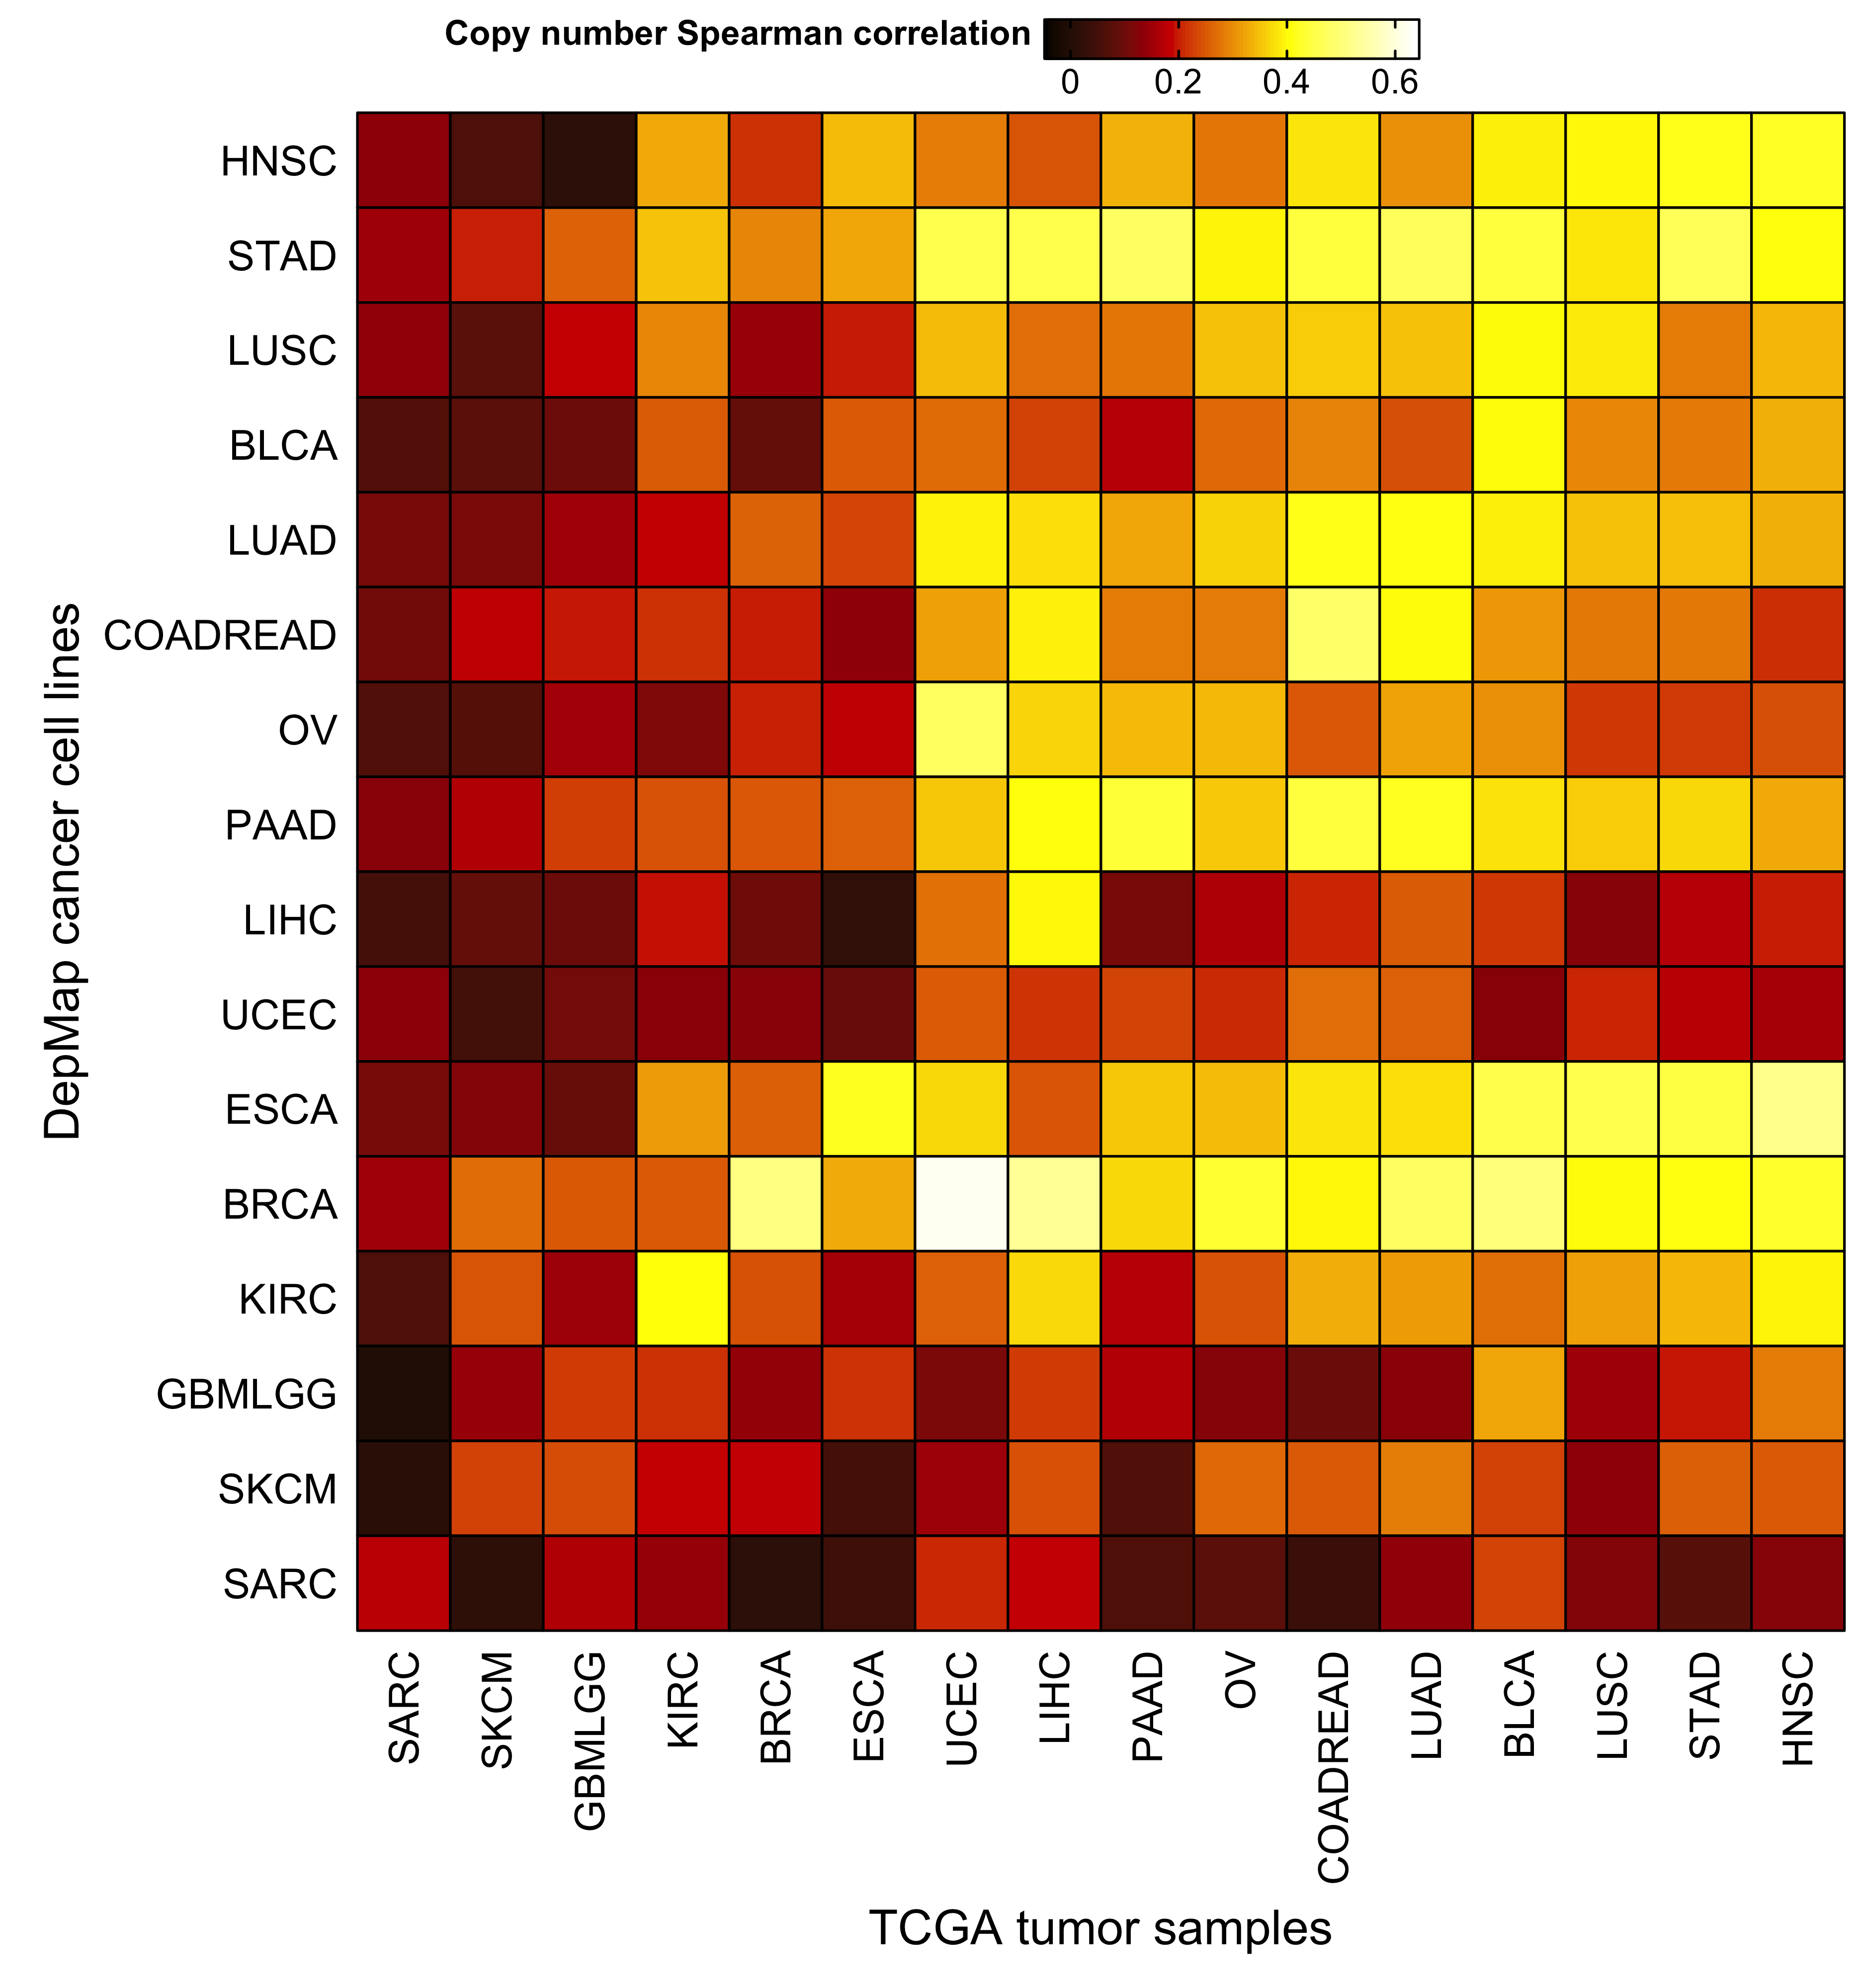 Copy number Spearman correlation
0 0.2 0.4 0.6
HNSC
STAD
LUSC
BLCA
LUAD
COADREAD
OV
PAAD
LIHC
UCEC
ESCA
BRCA
KIRC
GBMLGG
SKCM
SARC
DepMap cancer cell lines
SARC SKCM GBMLGG KIRC BRCA ESCA UCEC LIHC PAAD OV COADREAD LUAD BLCA LUSC STAD HNSC
TCGA tumor samples